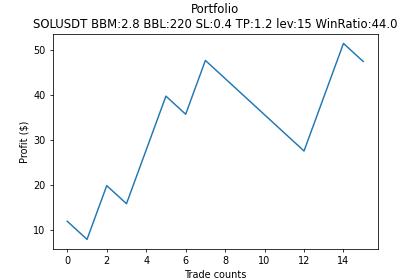 Portfolio
SOLUSDT BBM:2.8 BBL:220 SL:0.4 TP:1.2 lev:15 WinRatio:44.0
Profit ($)
50
40
30
20
10
0 2 4 6 8 10 12 14
Trade counts